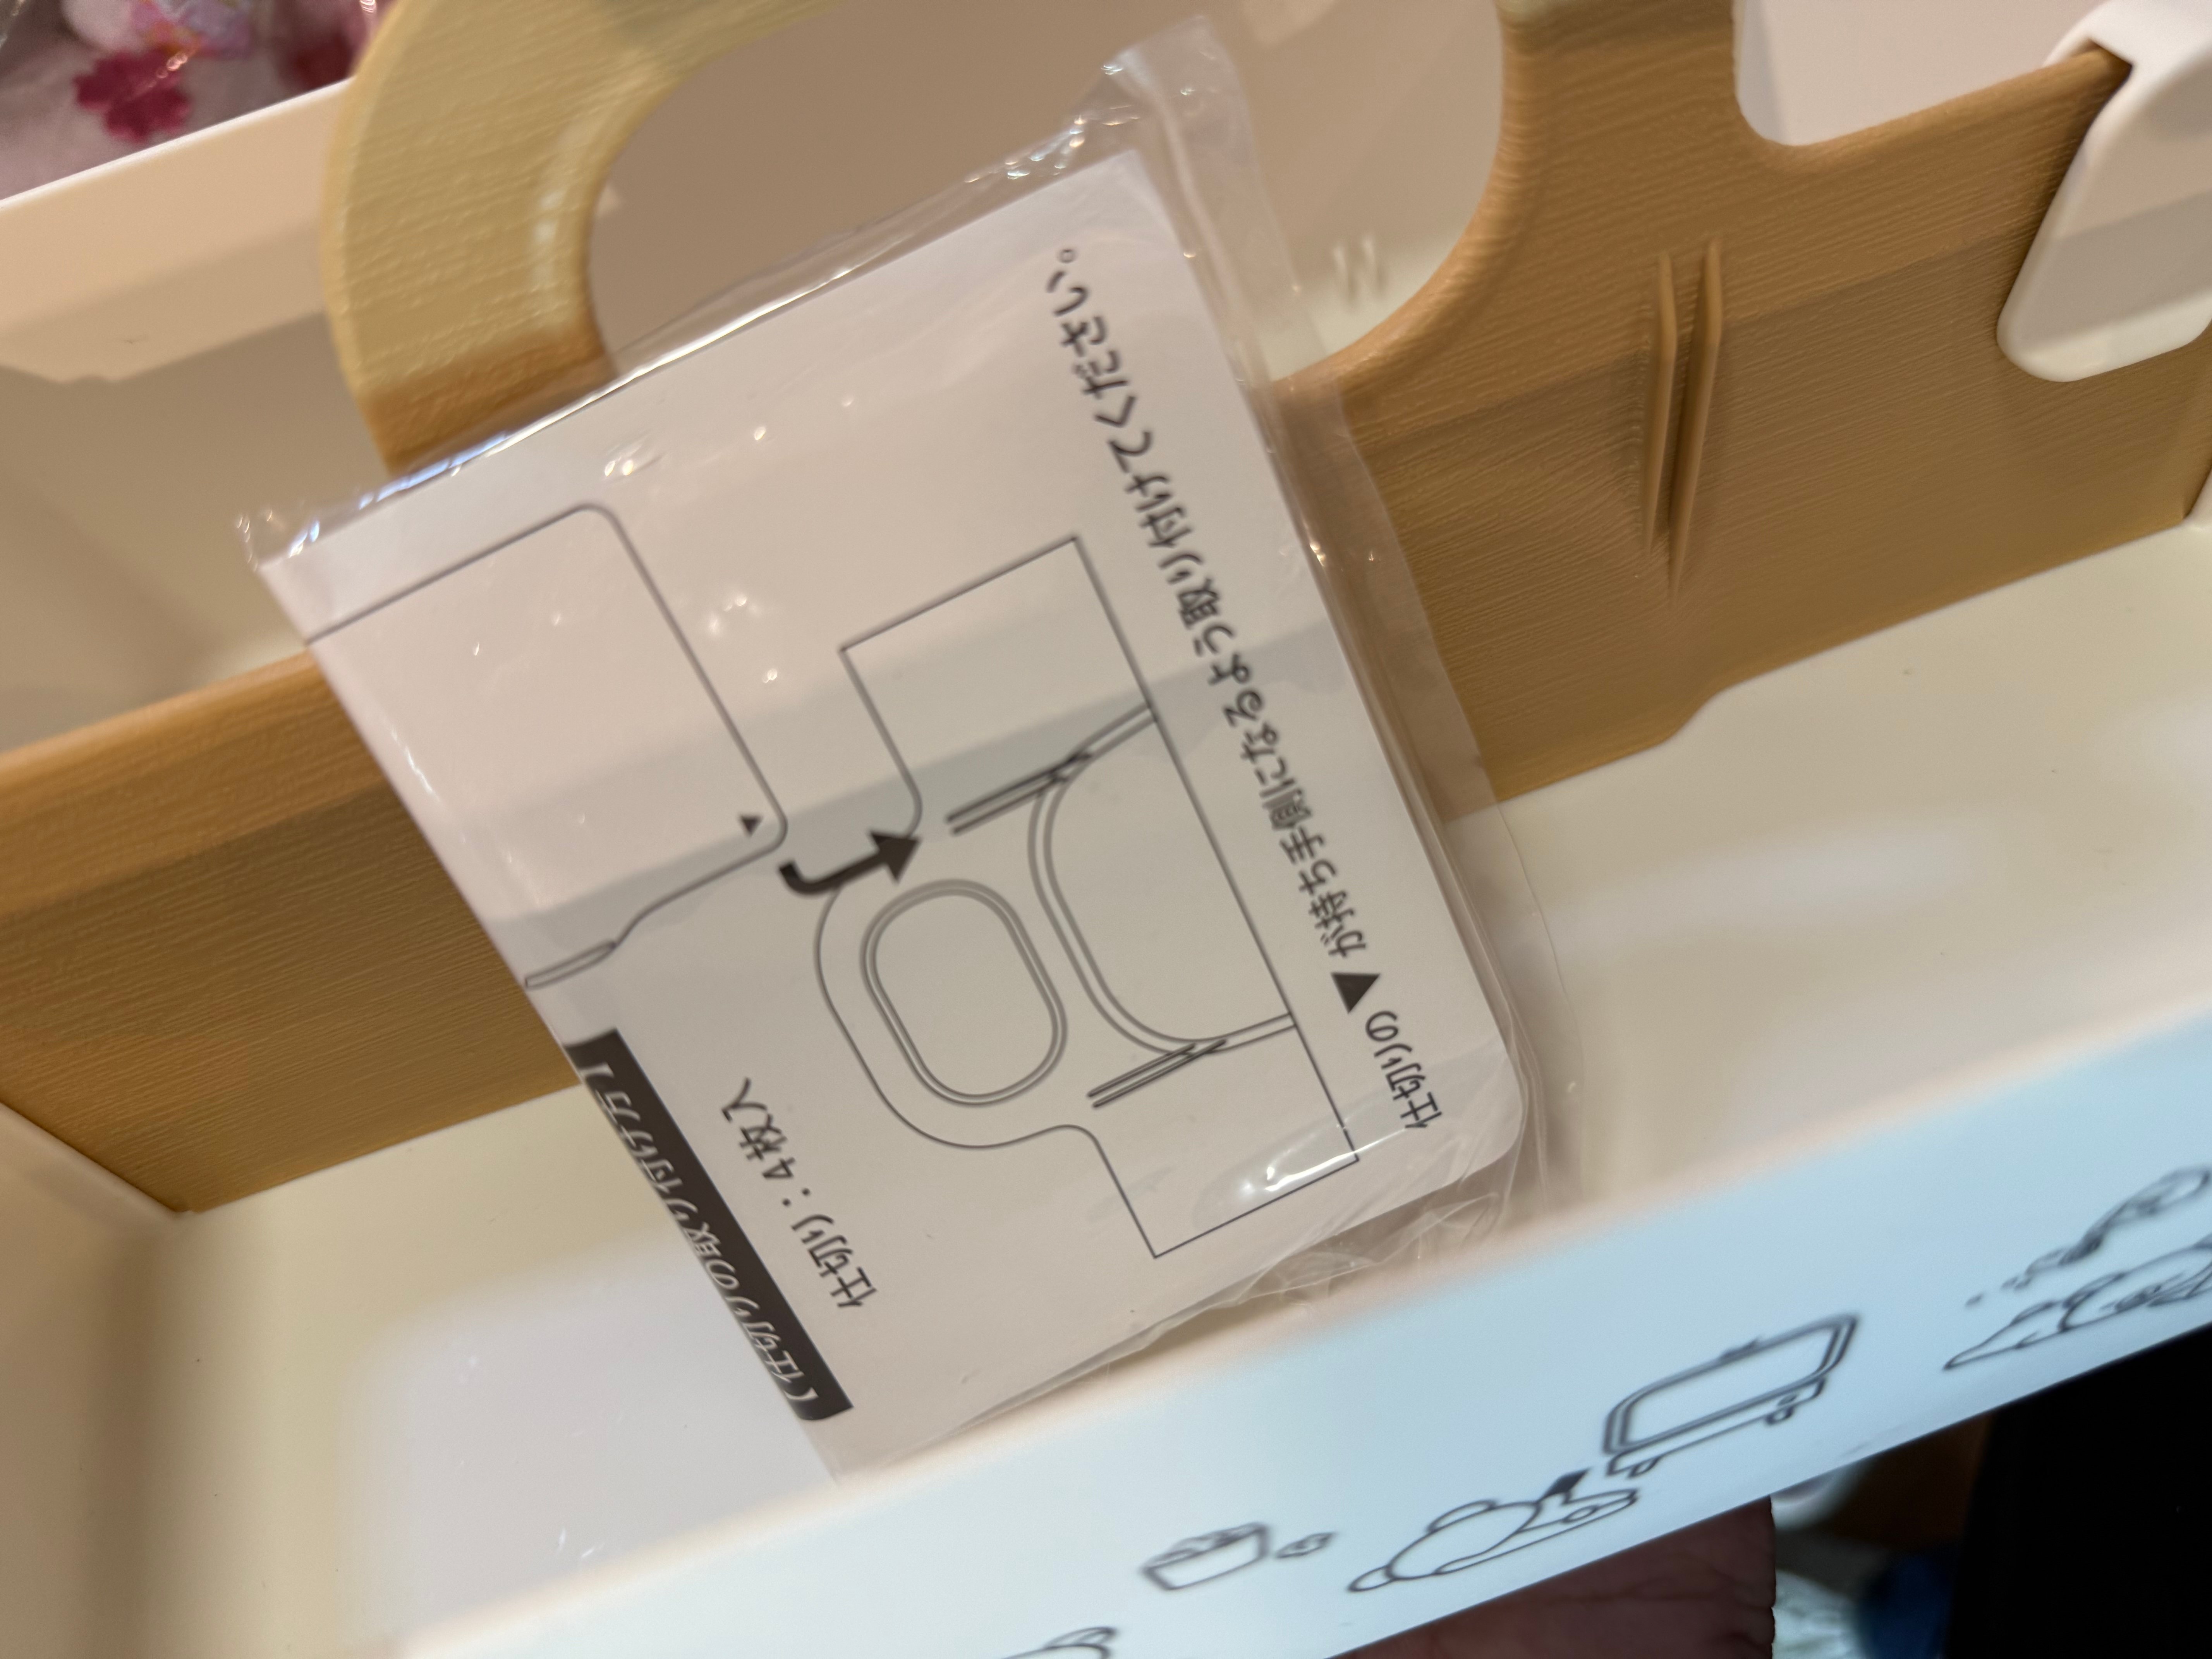 【仕切りの取り付け方】
仕切り：4枚入
仕切りの▼が持ち手側になるよう取り付けてください。